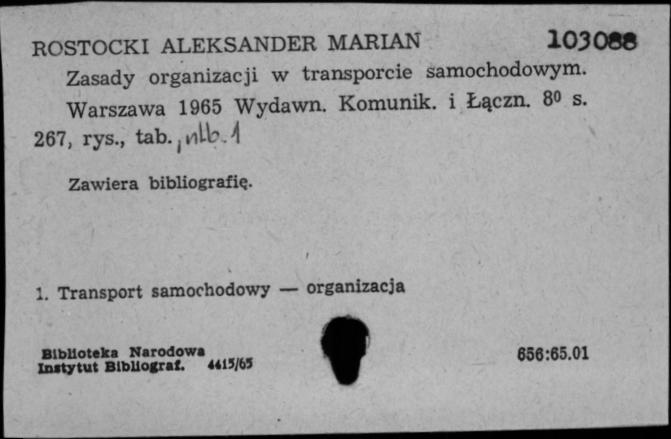 ROSTOCKI ALEKSANDER MARIAN 103088
Zasady organizacji w transporcie samochodowym.
Warszawa 1965 Wydawn. Komunik. i Łączn. 8⁰ s.
267, rys., tab., nlb. 1
Zawiera bibliografię.
1. Transport samochodowy — organizacja
Biblioteka Narodowa
Instytut Bibliograf. 4415/65
656:65.01